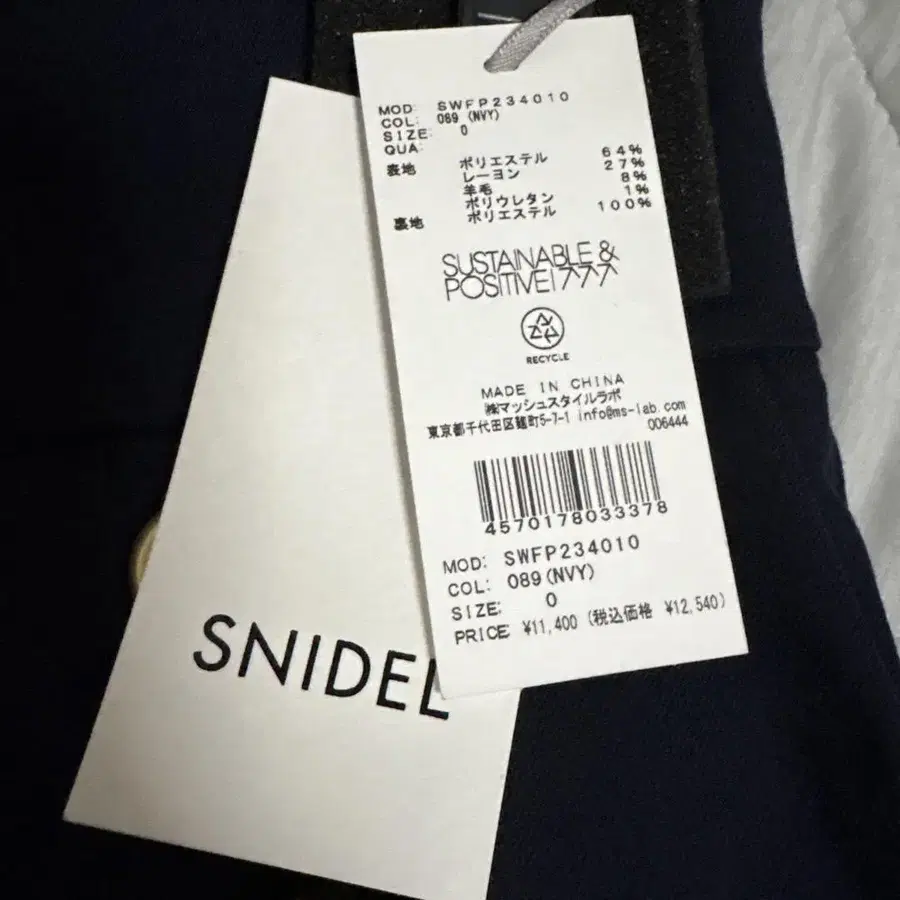 MOD: SWFP234010
COL: 089 (NVY)
SIZE: 0
QUA:
表地 ポリエステル 64%
レーヨン 27%
羊毛 8%
ポリウレタン 1%
裏地 ポリエステル 100%
SUSTAINABLE &
POSITIVE!
RECYCLE
MADE IN CHINA
㈱マッシュスタイルラボ
東京都千代田区麹町5-7-1 info@ms-lab.com
006444
4570178033378
MOD: SWFP234010
COL: 089(NVY)
SIZE: 0
PRICE: ¥11,400 (税込価格 ¥12,540)
SNIDEL